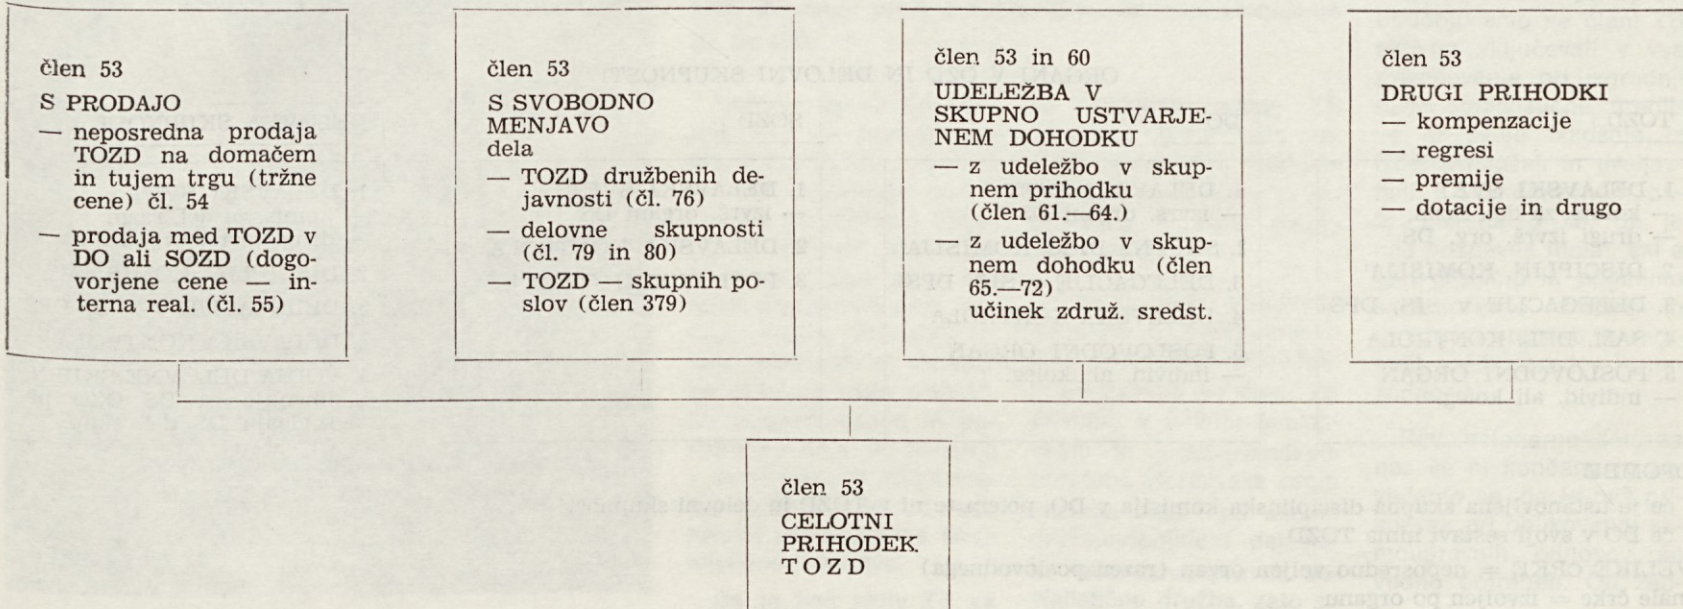 člen 53
S PRODAJO
— neposredna prodaja
TOZD na domačem
in tujem trgu (tržne
cene) čl. 54
— prodaja med TOZD v
DO ali SOZD (dogo-
vorjene cene — in-
terna real. (čl. 55)
člen 53
S SVOBODNO
MENJAVO
dela
— TOZD družbenih de-
javnosti (čl. 76)
— delovne skupnosti
(čl. 79 in 80)
— TOZD — skupnih po-
slov (člen 379)
člen 53 in 60
UDELEŽBA V
SKUPNO USTVARJE-
NEM DOHODKU
— z udeležbo v skup-
nem prihodku
(člen 61.—64.)
— z udeležbo v skup-
nem dohodku (člen
65.—72)
učinek združ. sredst.
člen 53
DRUGI PRIHODKI
— kompenzacije
— regresi
— premije
— dotacije in drugo
člen 53
CELOTNI
PRIHODEK
TOZD